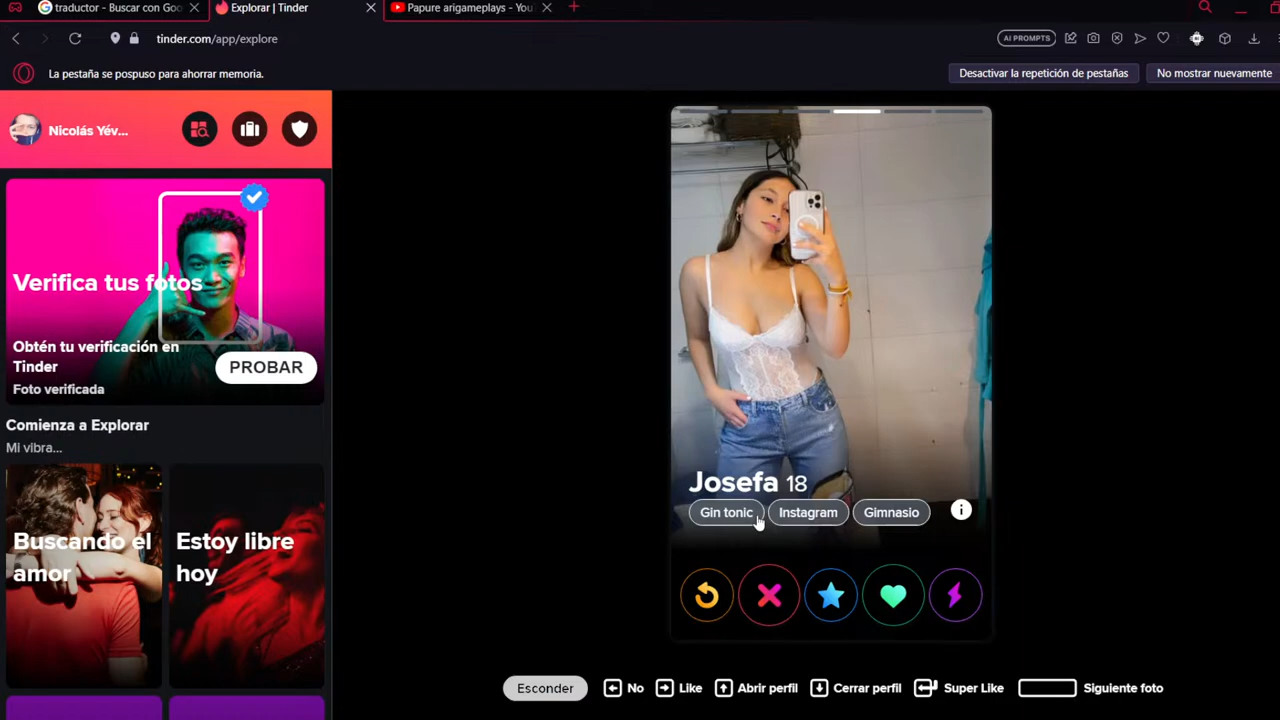 traductor - Buscar con Goo
Explorar | Tinder
Papure arigameplays - You
tinder.com/app/explore
AI PROMPTS
La pestaña se pospuso para ahorrar memoria.
Desactivar la repetición de pestañas
No mostrar nuevamente
Nicolás Yév...
Verifica tus fotos
Obtén tu verificación en
Tinder
Foto verificada
PROBAR
Comienza a Explorar
Mi vibra...
Buscando el
amor
Estoy libre
hoy
Josefa 18
Gin tonic
Instagram
Gimnasio
Esconder
No
Like
Abrir perfil
Cerrar perfil
Super Like
Siguiente foto